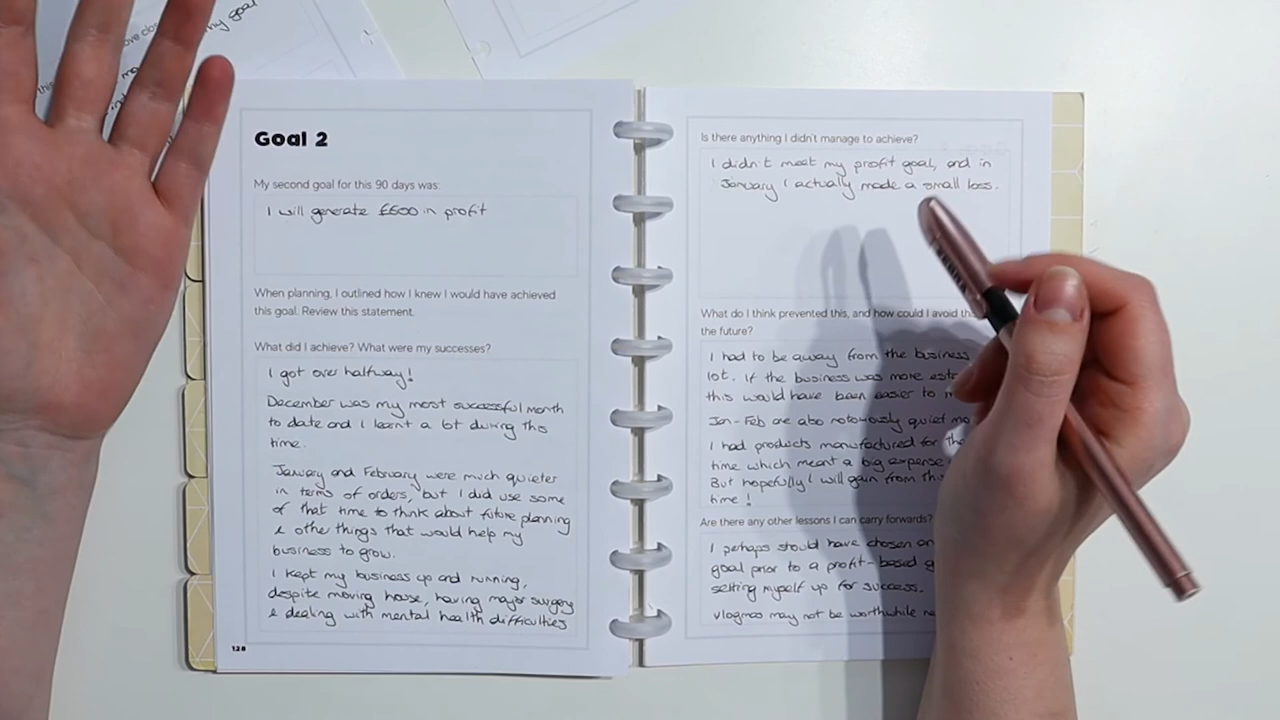 my goal
Goal 2
My second goal for this 90 days was:
I will generate £600 in profit
When planning, I outlined how I knew I would have achieved
this goal. Review this statement.
What did I achieve? What were my successes?
I got over halfway!
December was my most successful month
to date and I learnt a lot during this
time.
January and February were much quieter
in terms of orders, but I did use some
of that time to think about future planning
& other things that would help my
business to grow.
I kept my business up and running,
despite moving house, having major surgery
& dealing with mental health difficulties
128
Is there anything I didn't manage to achieve?
I didn't meet my profit goal, and in
January I actually made a small loss.
What do I think prevented this, and how could I avoid
the future?
I had to be away from the business
lot. If the business was more
this would have been easier to
Jan-Feb are also notoriously quiet
I had products manufactured for the
time which meant a big expense
But hopefully I will gain from
time!
Are there any other lessons I can carry forwards?
I perhaps should have chosen
goal prior to a profit-based
setting myself up for success.
Vlogmas may not be worthwhile